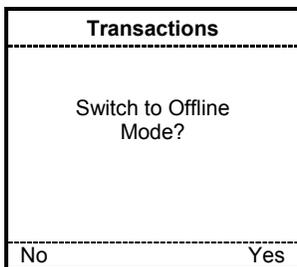 Transactions
Switch to Offline
Mode?
No Yes